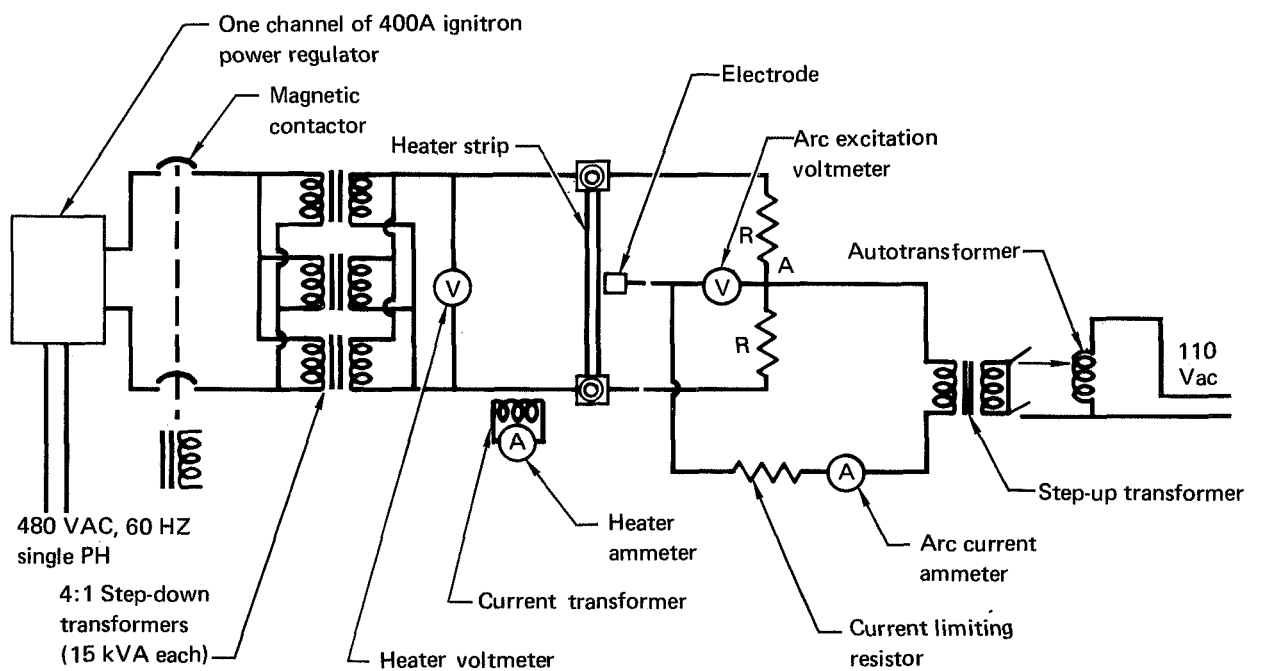 One channel of 400A ignitron
power regulator
Magnetic
contactor
Heater strip
Electrode
Arc excitation
voltmeter
R
A
V
Autotransformer
V
R
110
Vac
A
A
Step-up transformer
480 VAC, 60 HZ
single PH
Heater
ammeter
Arc current
ammeter
4:1 Step-down
transformers
(15 kVA each)
Current transformer
Current limiting
resistor
Heater voltmeter